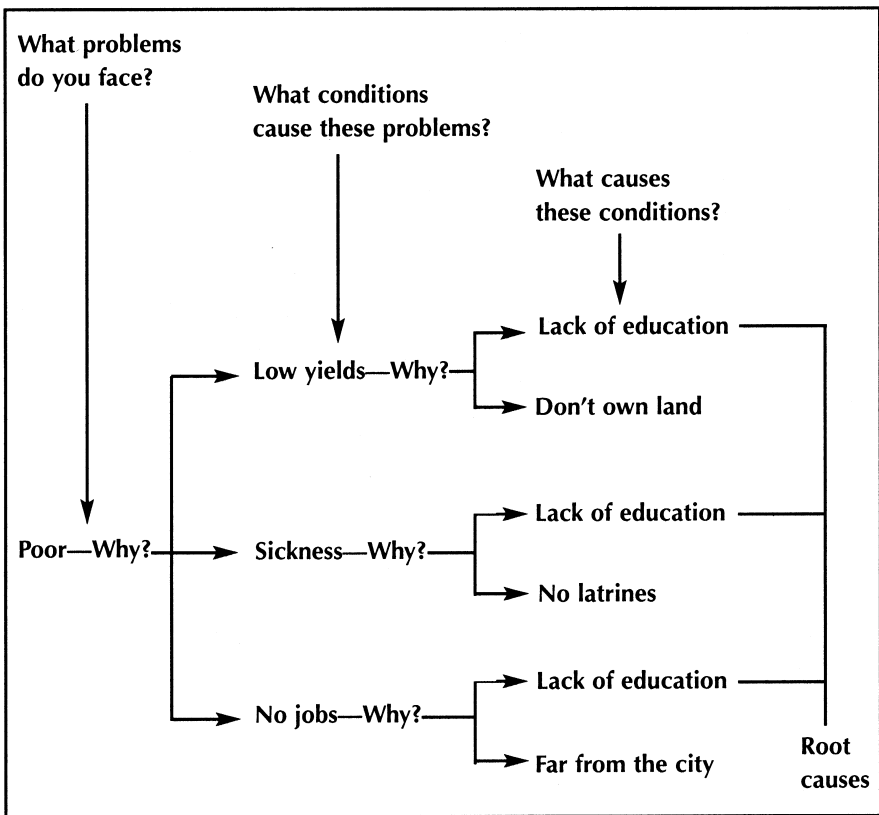 What problems
do you face?
What conditions
cause these problems?
What causes
these conditions?
Lack of education
Low yields—Why?
Don't own land
Lack of education
Poor—Why?
Sickness—Why?
No latrines
Lack of education
No jobs—Why?
Far from the city
Root
causes